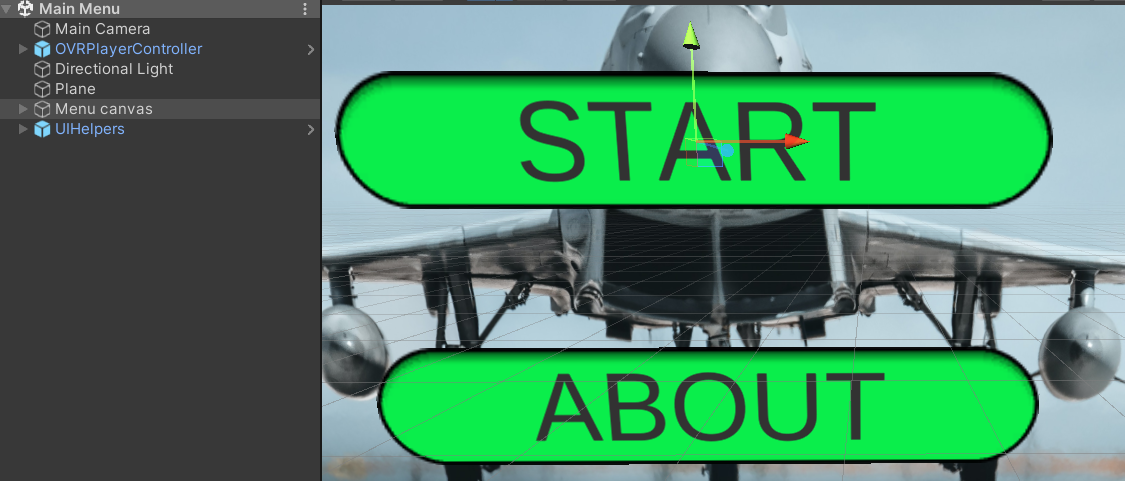 Main Menu
Main Camera
OVRPlayerController
Directional Light
Plane
Menu canvas
UIHelpers
START
ABOUT